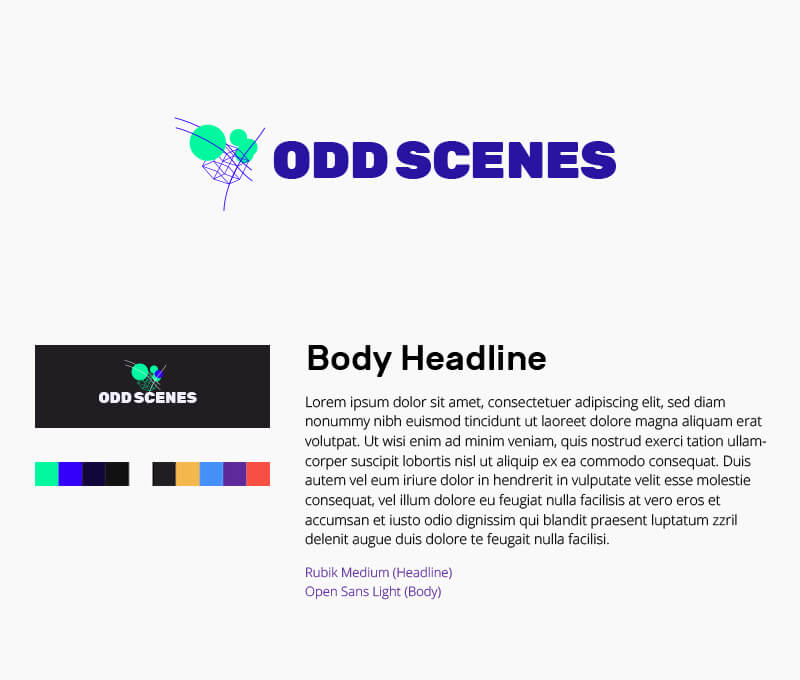 ODD SCENES
ODD SCENES
Body Headline
Lorem ipsum dolor sit amet, consectetuer adipiscing elit, sed diam
nonummy nibh euismod tincidunt ut laoreet dolore magna aliquam erat
volutpat. Ut wisi enim ad minim veniam, quis nostrud exerci tation ullam-
corper suscipit lobortis nisl ut aliquip ex ea commodo consequat. Duis
autem vel eum iriure dolor in hendrerit in vulputate velit esse molestie
consequat, vel illum dolore eu feugiat nulla facilisis at vero eros et
accumsan et iusto odio dignissim qui blandit praesent luptatum zzril
delenit augue duis dolore te feugait nulla facilisi.
Rubik Medium (Headline)
Open Sans Light (Body)